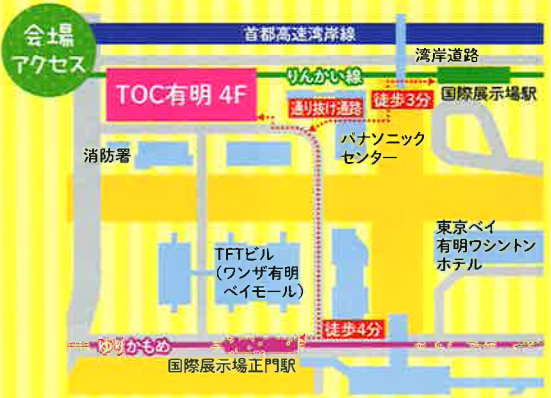 会場
アクセス
首都高速湾岸線
湾岸道路
りんかい線
TOC有明 4F
通り抜け通路
徒歩3分
国際展示場駅
パナソニック
センター
消防署
東京ベイ
有明ワシントン
ホテル
TFTビル
(ワンザ有明
ベイモール)
徒歩4分
ゆりかもめ
国際展示場正門駅